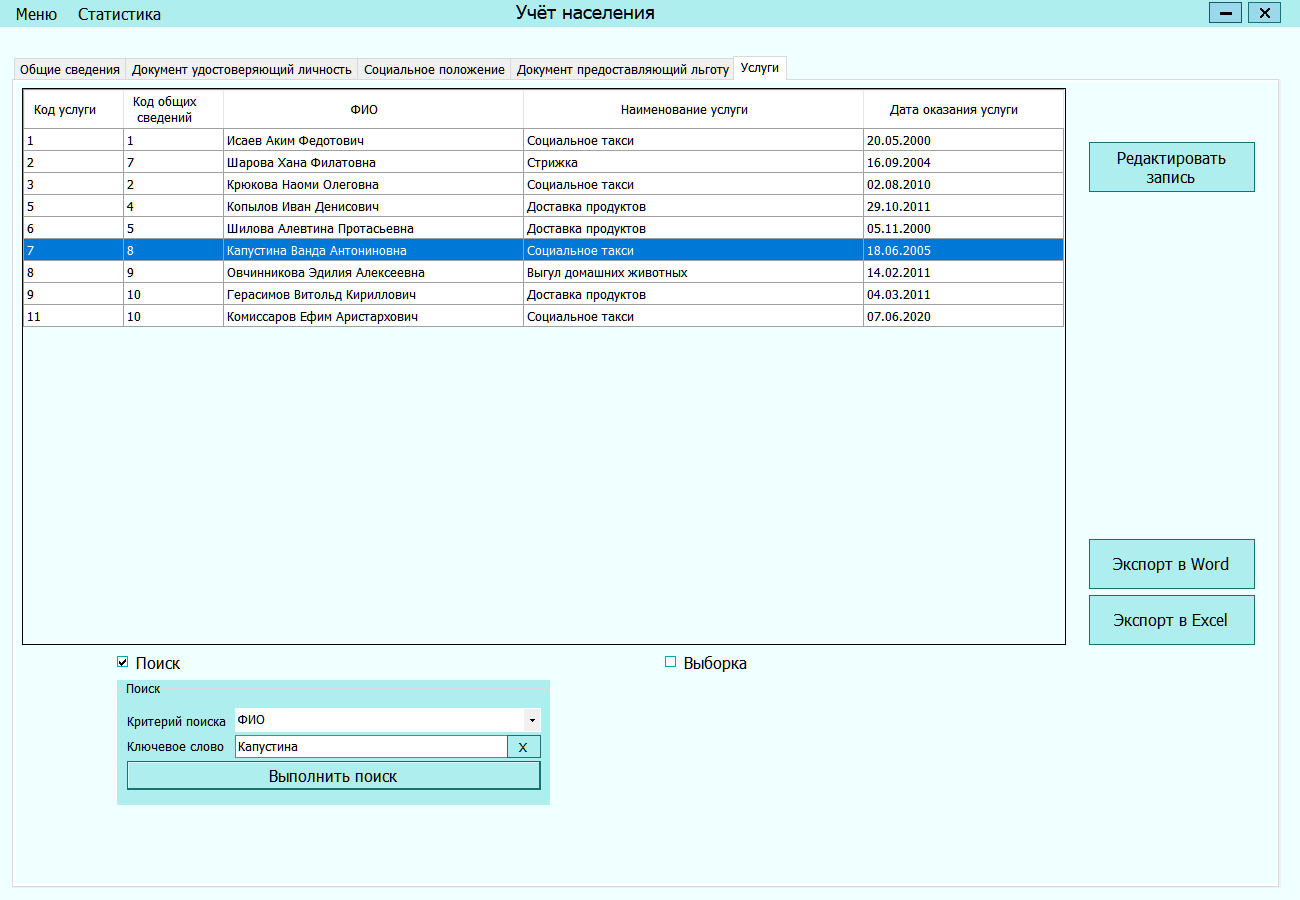 Меню Статистика Учёт населения
Общие сведения Документ удостоверяющий личность Социальное положение Документ предоставляющий льготу Услуги
Код услуги Код общих сведений ФИО Наименование услуги Дата оказания услуги
1 1 Исаев Аким Федотович Социальное такси 20.05.2000
2 7 Шарова Хана Филатовна Стрижка 16.09.2004
3 2 Крюкова Наоми Олеговна Социальное такси 02.08.2010
5 4 Копылов Иван Денисович Доставка продуктов 29.10.2011
6 5 Шилова Алевтина Протасьевна Доставка продуктов 05.11.2000
7 8 Капустина Ванда Антониновна Социальное такси 18.06.2005
8 9 Овчинникова Эдилия Алексеевна Выгул домашних животных 14.02.2011
9 10 Герасимов Витольд Кириллович Доставка продуктов 04.03.2011
11 10 Комиссаров Ефим Аристархович Социальное такси 07.06.2020
Редактировать
запись
Экспорт в Word
Экспорт в Excel
Поиск Выборка
Поиск
Критерий поиска ФИО
Ключевое слово Капустина X
Выполнить поиск